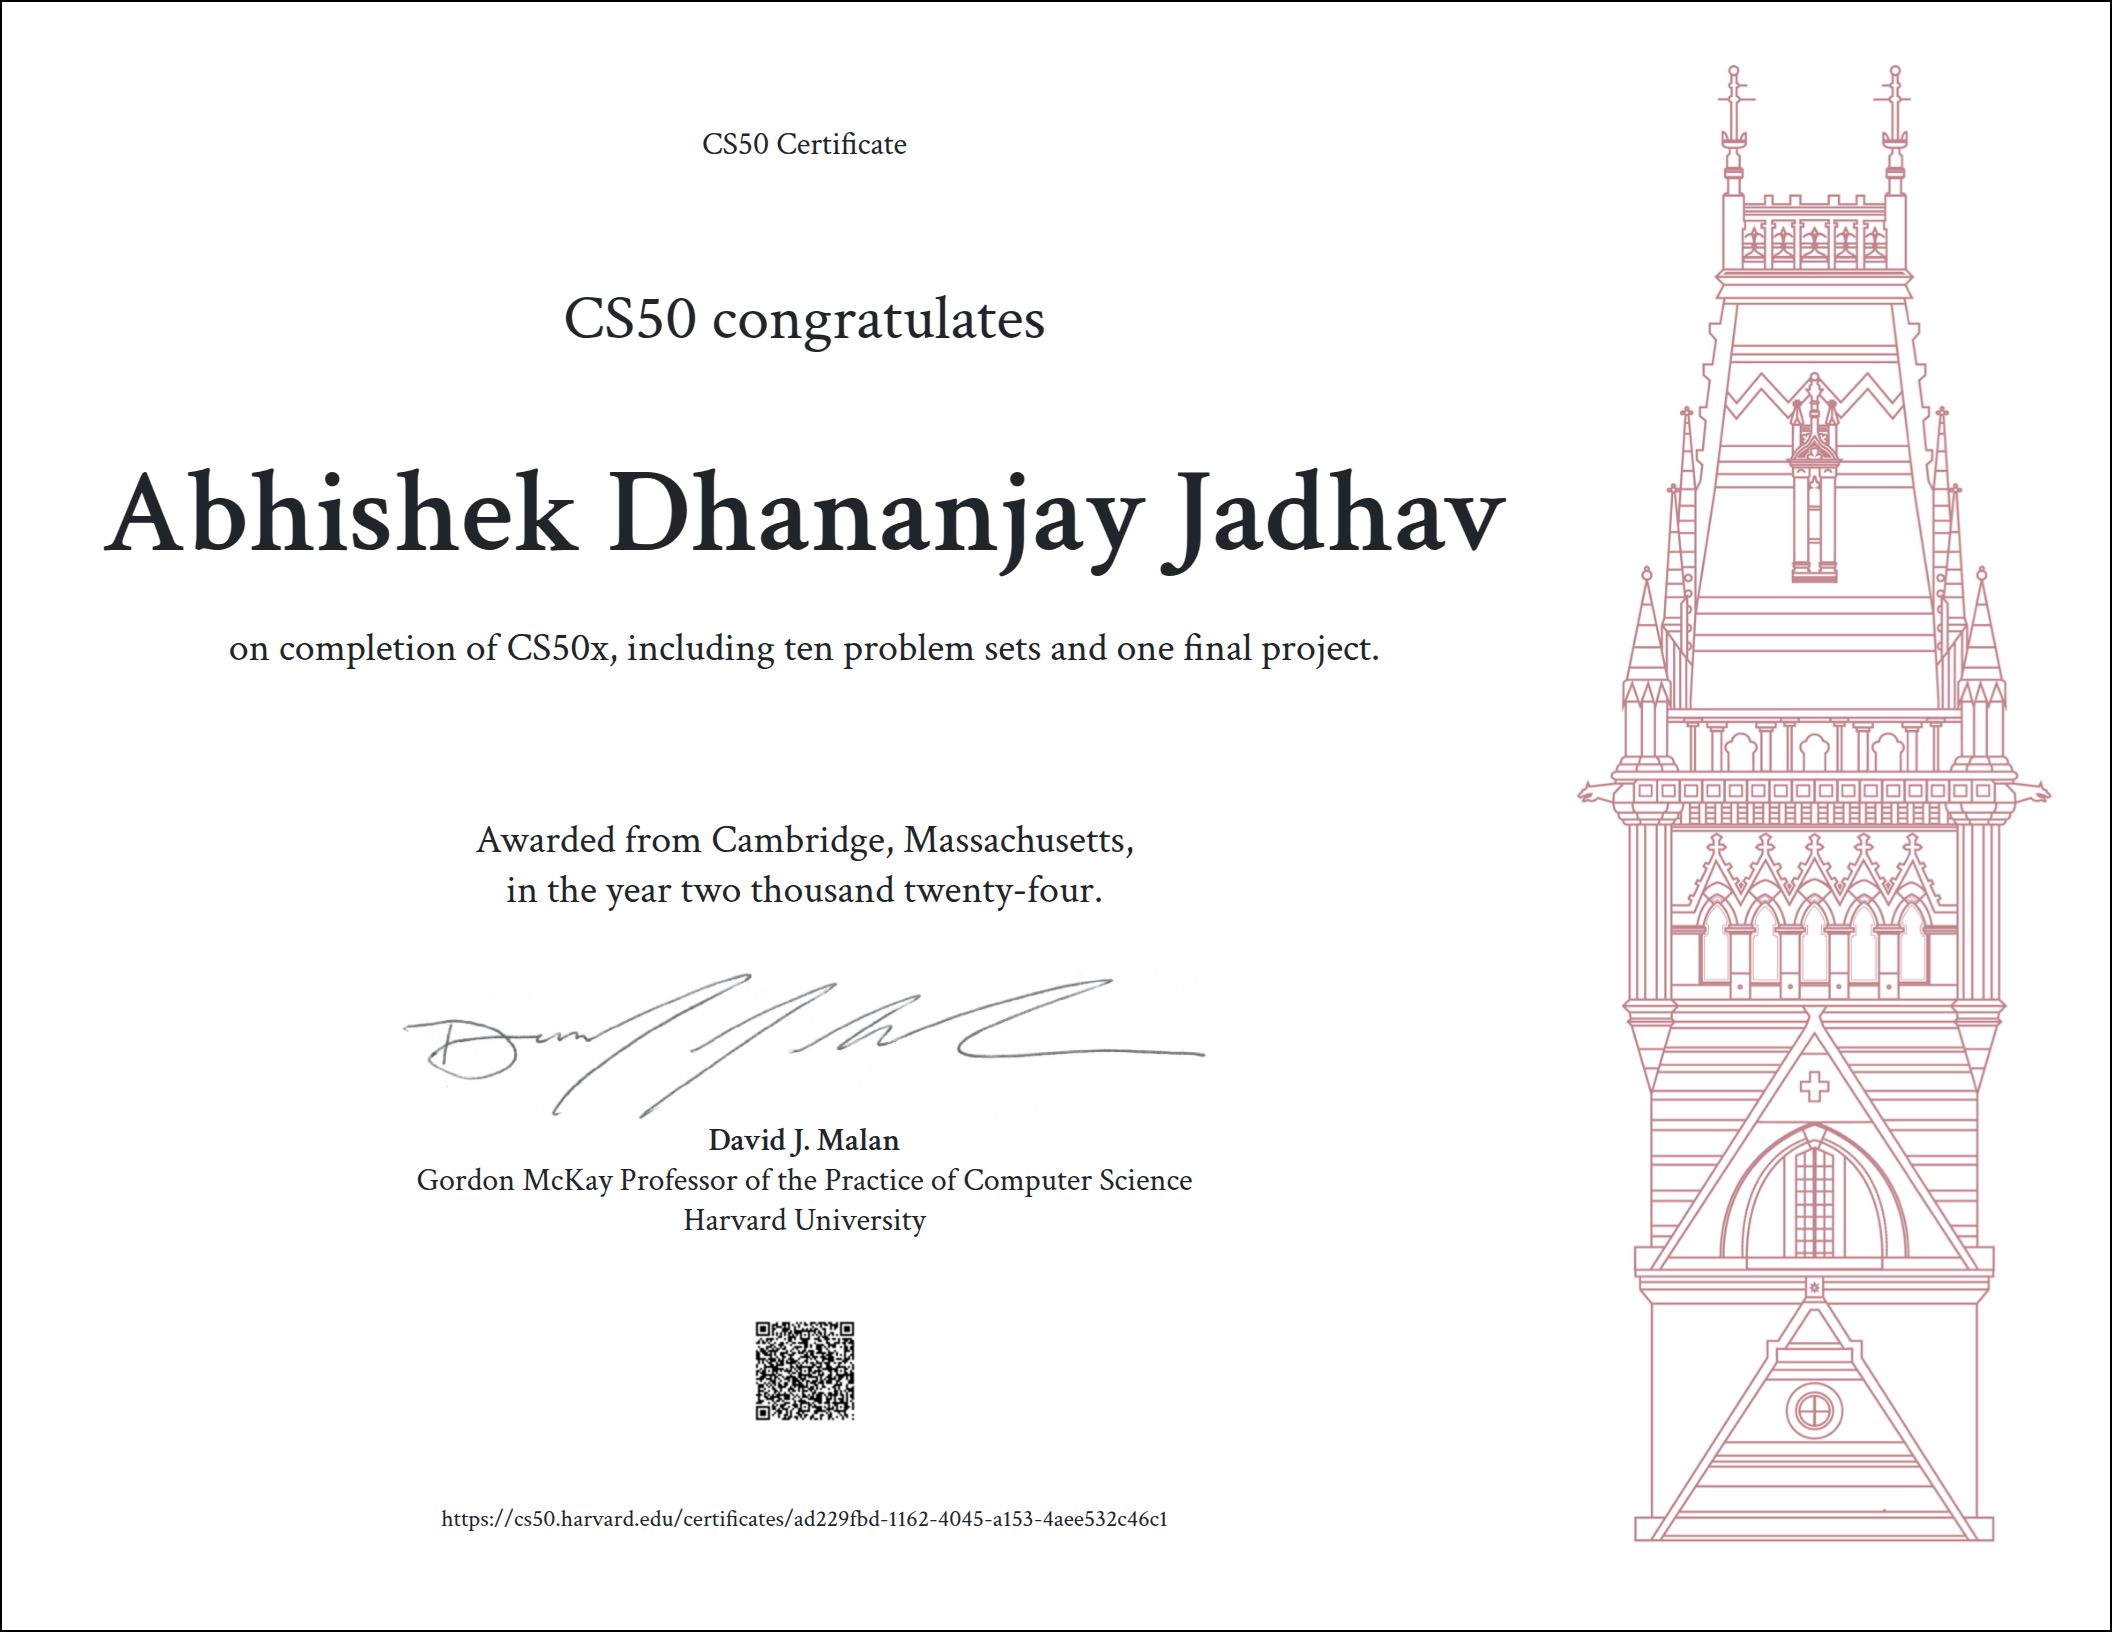 CS50 Certificate
CS50 congratulates
Abhishek Dhananjay Jadhav
on completion of CS50x, including ten problem sets and one final project.
Awarded from Cambridge, Massachusetts,
in the year two thousand twenty-four.
David J. Malan
Gordon McKay Professor of the Practice of Computer Science
Harvard University
https://cs50.harvard.edu/certificates/ad229fbd-1162-4045-a153-4aee532c46c1